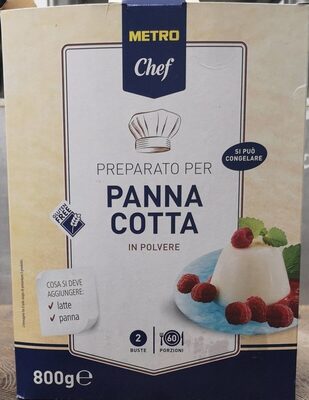 METRO
Chef
SI PUÒ
CONGELARE
PREPARATO PER
PANNA
COTTA
IN POLVERE
GLUTEN
FREE
COSA SI DEVE
AGGIUNGERE:
✓ latte
✓ panna
2
BUSTE
60
PORZIONI
800g℮